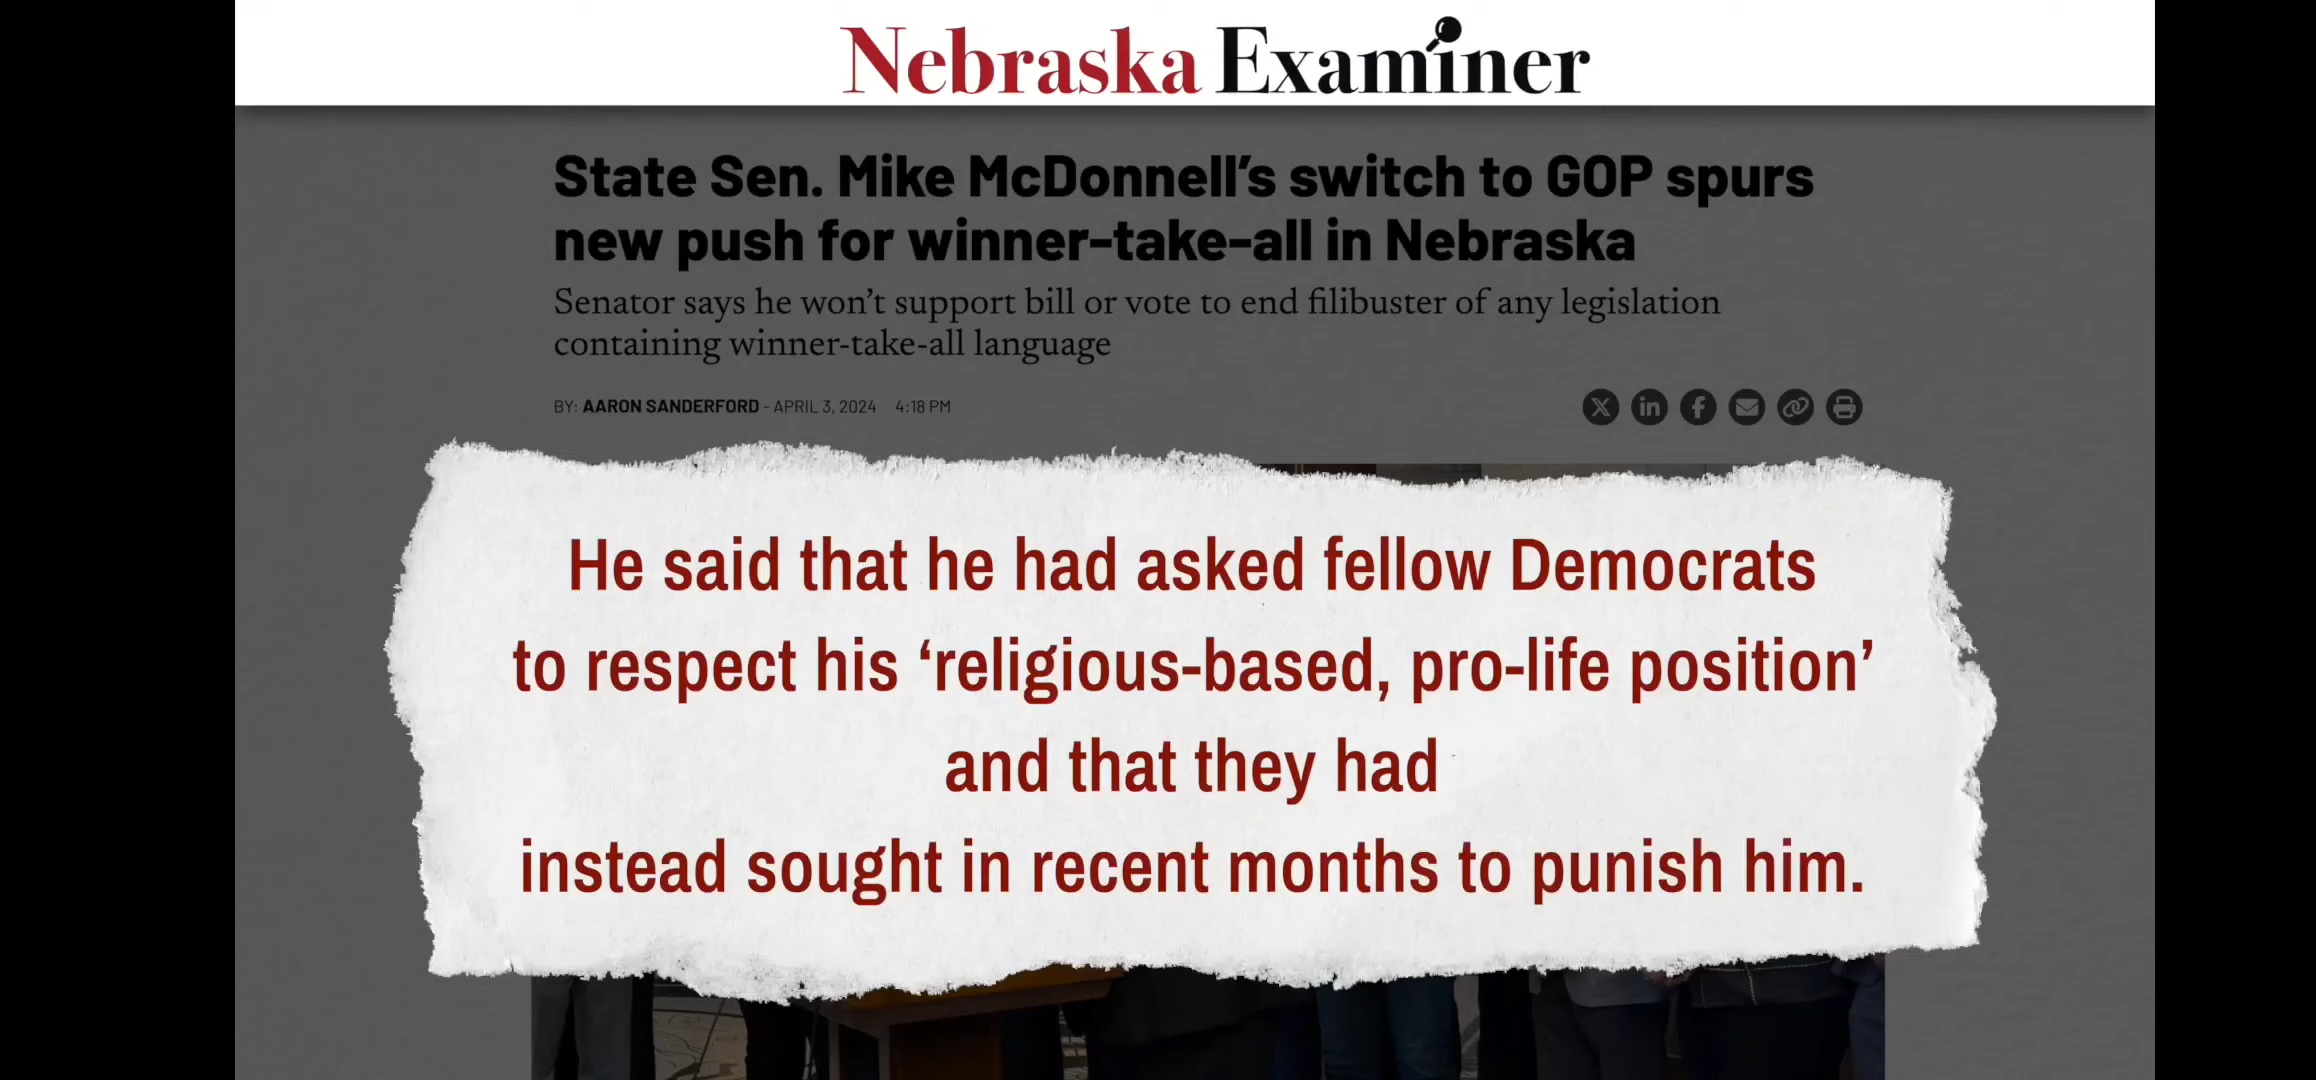 Nebraska Examiner
State Sen. Mike McDonnell’s switch to GOP spurs
new push for winner-take-all in Nebraska
Senator says he won’t support bill or vote to end filibuster of any legislation
containing winner-take-all language
BY: AARON SANDERFORD - APRIL 3, 2024 4:18 PM
He said that he had asked fellow Democrats
to respect his ‘religious-based, pro-life position’
and that they had
instead sought in recent months to punish him.